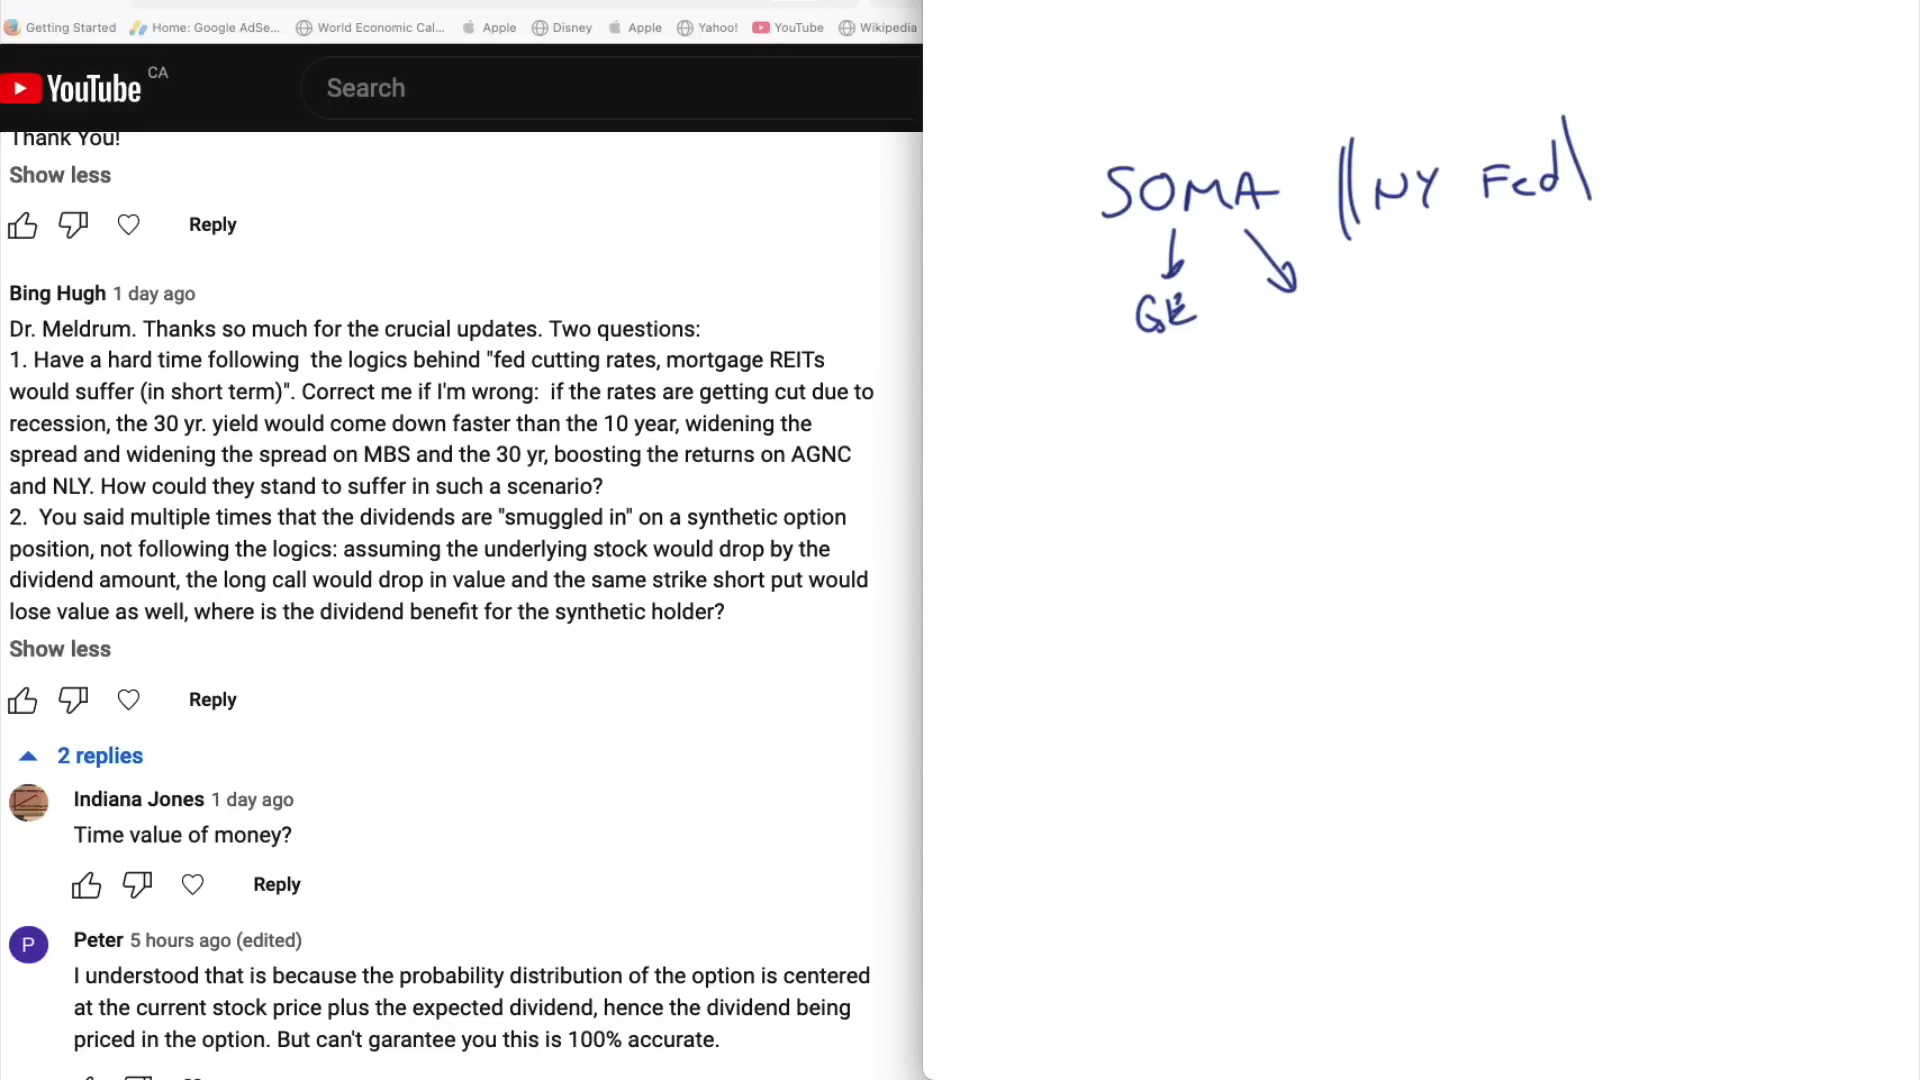 Getting Started Home: Google AdSe... World Economic Cal... Apple Disney Apple Yahoo! YouTube Wikipedia
YouTube CA Search
Thank You!
Show less
Reply
Bing Hugh 1 day ago
Dr. Meldrum. Thanks so much for the crucial updates. Two questions:
1. Have a hard time following the logics behind "fed cutting rates, mortgage REITs
would suffer (in short term)". Correct me if I'm wrong: if the rates are getting cut due to
recession, the 30 yr. yield would come down faster than the 10 year, widening the
spread and widening the spread on MBS and the 30 yr, boosting the returns on AGNC
and NLY. How could they stand to suffer in such a scenario?
2. You said multiple times that the dividends are "smuggled in" on a synthetic option
position, not following the logics: assuming the underlying stock would drop by the
dividend amount, the long call would drop in value and the same strike short put would
lose value as well, where is the dividend benefit for the synthetic holder?
Show less
Reply
2 replies
Indiana Jones 1 day ago
Time value of money?
Reply
P
Peter 5 hours ago (edited)
I understood that is because the probability distribution of the option is centered
at the current stock price plus the expected dividend, hence the dividend being
priced in the option. But can't garantee you this is 100% accurate.
SOMA NY Fed